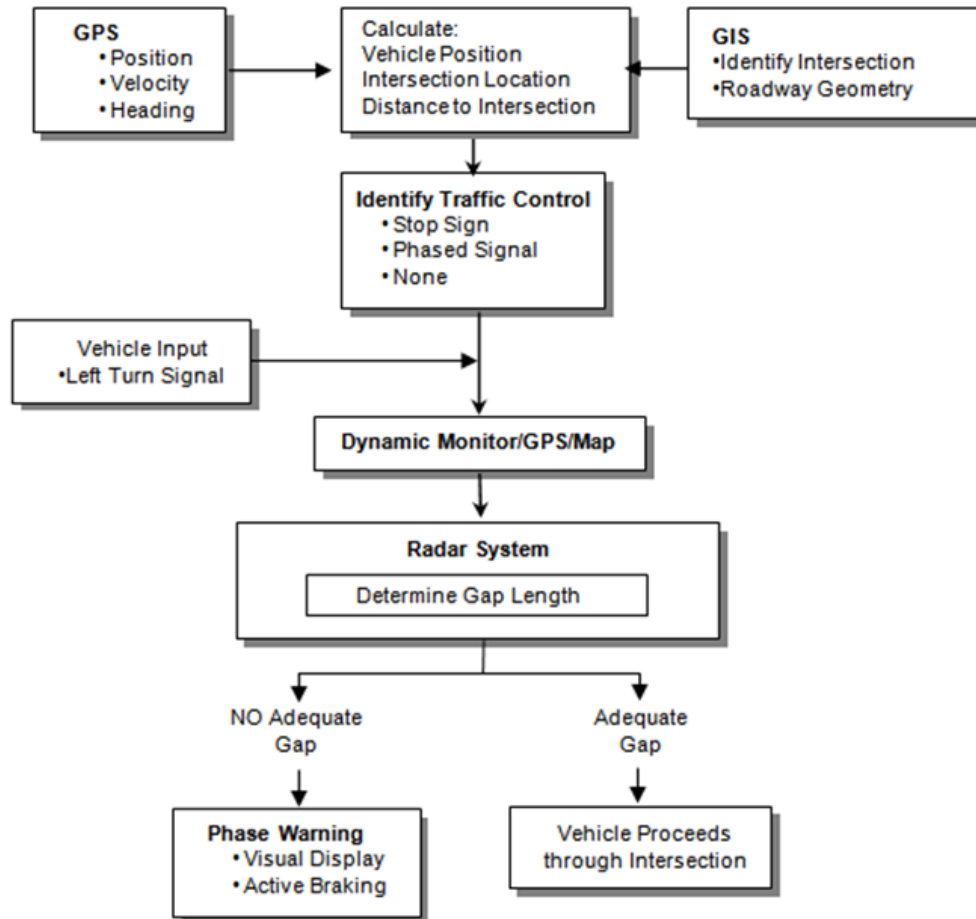 GPS
•Position
•Velocity
•Heading
Calculate:
Vehicle Position
Intersection Location
Distance to Intersection
GIS
•Identify Intersection
•Roadway Geometry
Identify Traffic Control
•Stop Sign
•Phased Signal
•None
Vehicle Input
•Left Turn Signal
Dynamic Monitor/GPS/Map
Radar System
Determine Gap Length
NO Adequate
Gap
Adequate
Gap
Phase Warning
•Visual Display
•Active Braking
Vehicle Proceeds
through Intersection